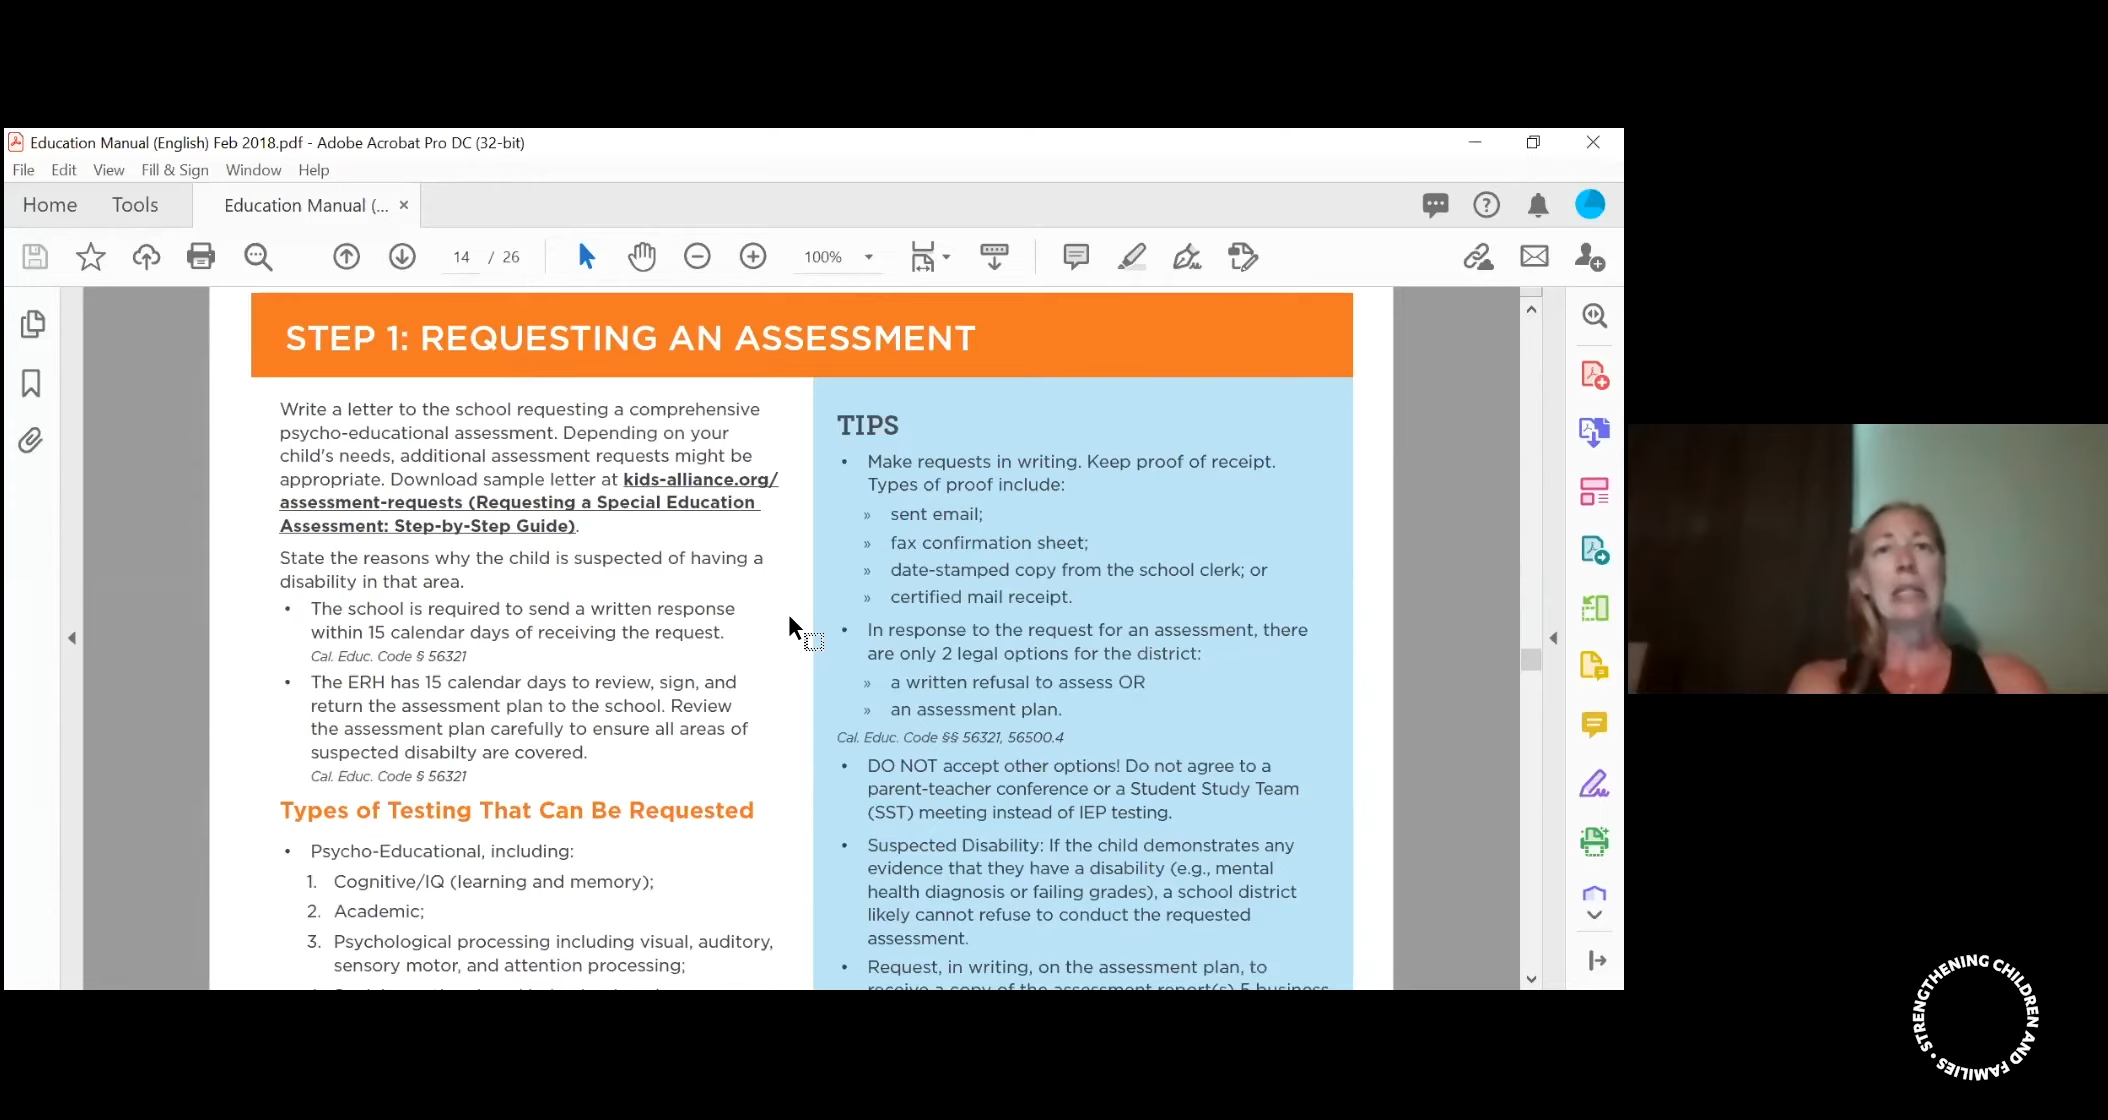 Education Manual (English) Feb 2018.pdf - Adobe Acrobat Pro DC (32-bit)
File Edit View Fill & Sign Window Help
Home Tools Education Manual (... ×
14 / 26 100%
STEP 1: REQUESTING AN ASSESSMENT
Write a letter to the school requesting a comprehensive
psycho-educational assessment. Depending on your
child's needs, additional assessment requests might be
appropriate. Download sample letter at kids-alliance.org/
assessment-requests (Requesting a Special Education
Assessment: Step-by-Step Guide).
State the reasons why the child is suspected of having a
disability in that area.
• The school is required to send a written response
within 15 calendar days of receiving the request.
Cal. Educ. Code § 56321
• The ERH has 15 calendar days to review, sign, and
return the assessment plan to the school. Review
the assessment plan carefully to ensure all areas of
suspected disabilty are covered.
Cal. Educ. Code § 56321
Types of Testing That Can Be Requested
• Psycho-Educational, including:
1. Cognitive/IQ (learning and memory);
2. Academic;
3. Psychological processing including visual, auditory,
sensory motor, and attention processing;
TIPS
• Make requests in writing. Keep proof of receipt.
Types of proof include:
» sent email;
» fax confirmation sheet;
» date-stamped copy from the school clerk; or
» certified mail receipt.
• In response to the request for an assessment, there
are only 2 legal options for the district:
» a written refusal to assess OR
» an assessment plan.
Cal. Educ. Code §§ 56321, 56500.4
• DO NOT accept other options! Do not agree to a
parent-teacher conference or a Student Study Team
(SST) meeting instead of IEP testing.
• Suspected Disability: If the child demonstrates any
evidence that they have a disability (e.g., mental
health diagnosis or failing grades), a school district
likely cannot refuse to conduct the requested
assessment.
• Request, in writing, on the assessment plan, to
receive a copy of the assessment report(s) 5 business
STRENGTHENING CHILDREN AND FAMILIES •